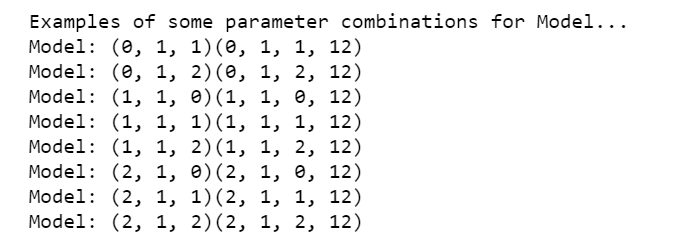 Examples of some parameter combinations for Model...
Model: (0, 1, 1)(0, 1, 1, 12)
Model: (0, 1, 2)(0, 1, 2, 12)
Model: (1, 1, 0)(1, 1, 0, 12)
Model: (1, 1, 1)(1, 1, 1, 12)
Model: (1, 1, 2)(1, 1, 2, 12)
Model: (2, 1, 0)(2, 1, 0, 12)
Model: (2, 1, 1)(2, 1, 1, 12)
Model: (2, 1, 2)(2, 1, 2, 12)